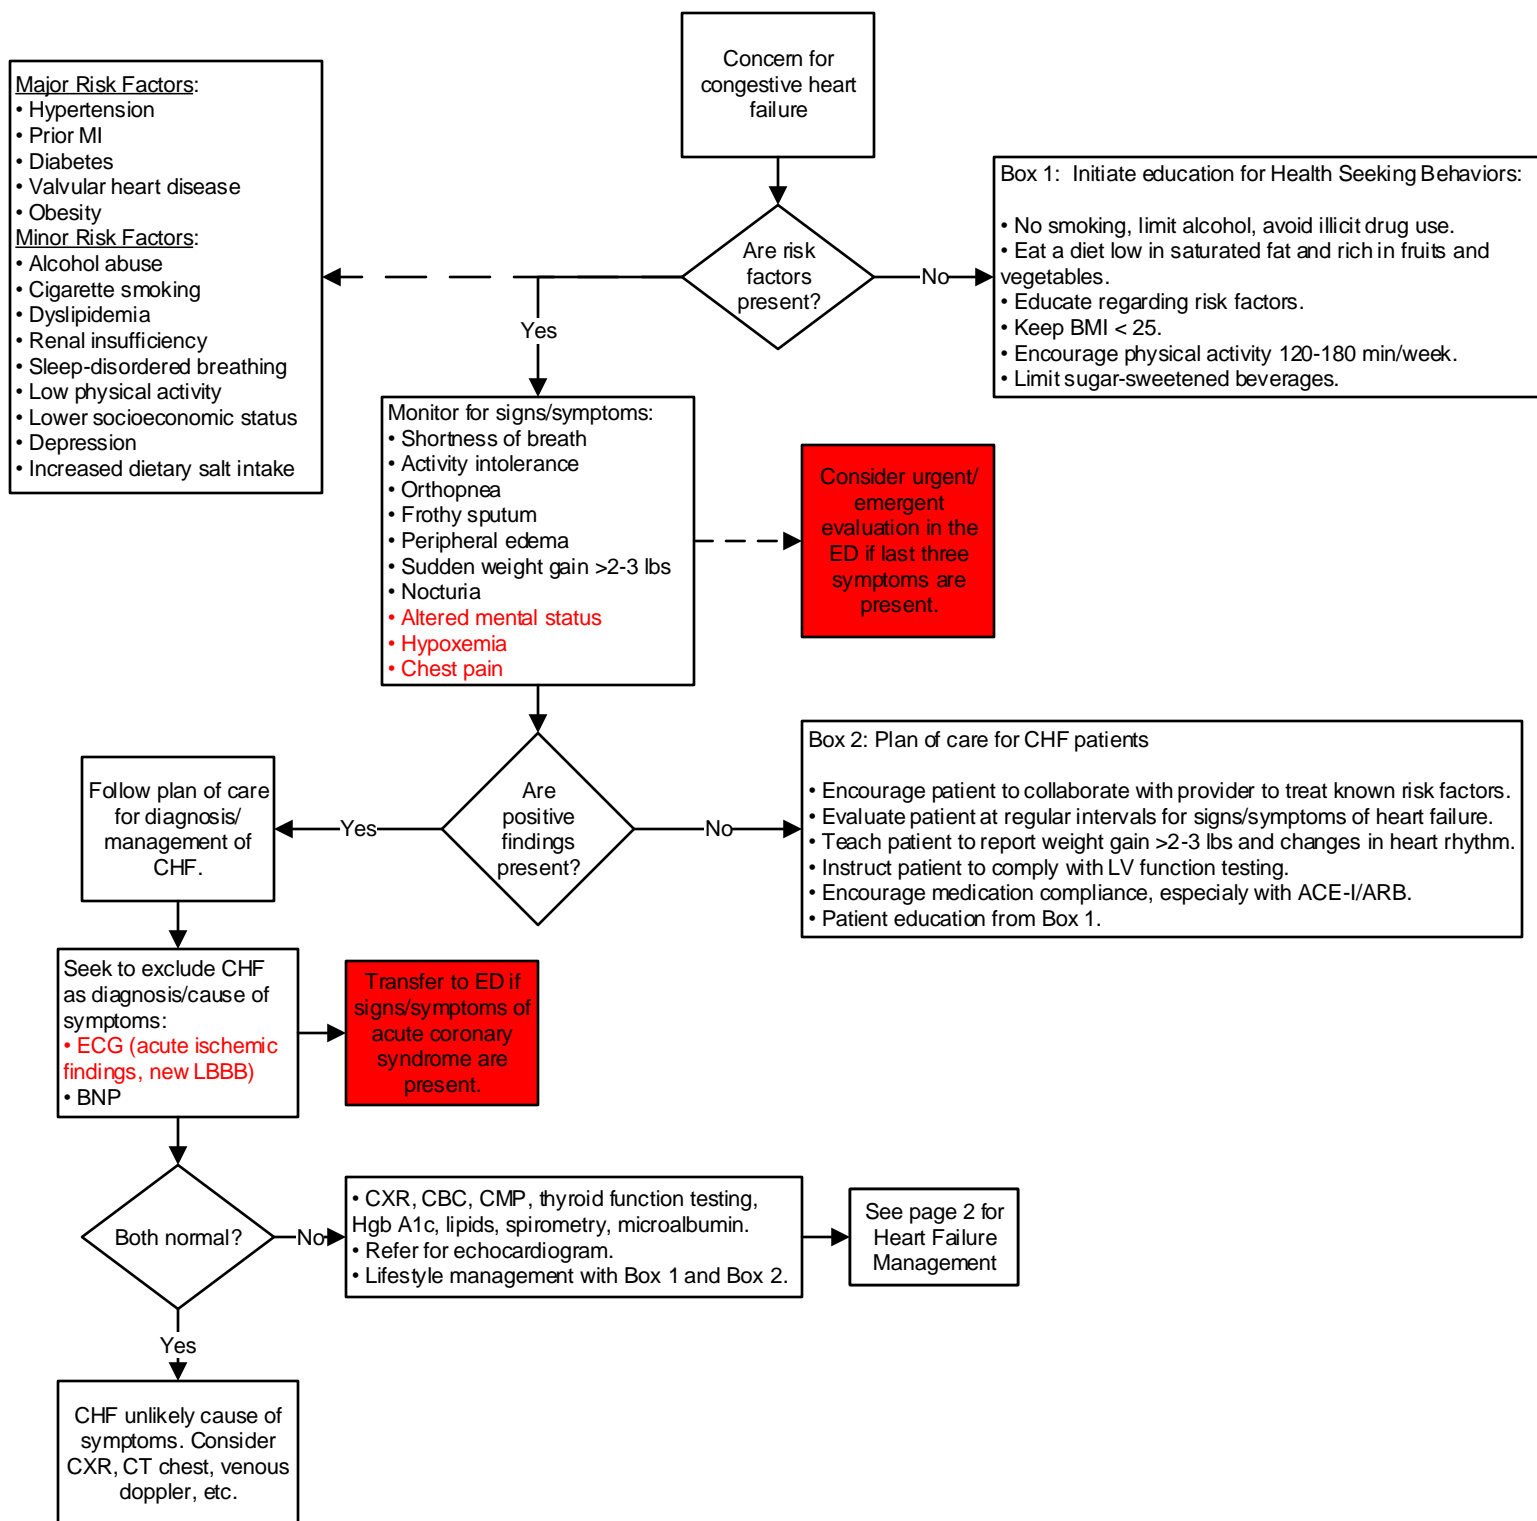 Concern for
congestive heart
failure
Major Risk Factors:
• Hypertension
• Prior MI
• Diabetes
• Valvular heart disease
• Obesity
Minor Risk Factors:
• Alcohol abuse
• Cigarette smoking
• Dyslipidemia
• Renal insufficiency
• Sleep-disordered breathing
• Low physical activity
• Lower socioeconomic status
• Depression
• Increased dietary salt intake
Are risk
factors
present?
No
Yes
Box 1:  Initiate education for Health Seeking Behaviors:
• No smoking, limit alcohol, avoid illicit drug use.
• Eat a diet low in saturated fat and rich in fruits and
vegetables.
• Educate regarding risk factors.
• Keep BMI < 25.
• Encourage physical activity 120-180 min/week.
• Limit sugar-sweetened beverages.
Monitor for signs/symptoms:
• Shortness of breath
• Activity intolerance
• Orthopnea
• Frothy sputum
• Peripheral edema
• Sudden weight gain >2-3 lbs
• Nocturia
• Altered mental status
• Hypoxemia
• Chest pain
Consider urgent/
emergent
evaluation in the
ED if last three
symptoms are
present.
Are
positive
findings
present?
Yes
No
Follow plan of care
for diagnosis/
management of
CHF.
Box 2: Plan of care for CHF patients
• Encourage patient to collaborate with provider to treat known risk factors.
• Evaluate patient at regular intervals for signs/symptoms of heart failure.
• Teach patient to report weight gain >2-3 lbs and changes in heart rhythm.
• Instruct patient to comply with LV function testing.
• Encourage medication compliance, especialy with ACE-I/ARB.
• Patient education from Box 1.
Seek to exclude CHF
as diagnosis/cause of
symptoms:
• ECG (acute ischemic
findings, new LBBB)
• BNP
Transfer to ED if
signs/symptoms of
acute coronary
syndrome are
present.
Both normal?
No
Yes
• CXR, CBC, CMP, thyroid function testing,
Hgb A1c, lipids, spirometry, microalbumin.
• Refer for echocardiogram.
• Lifestyle management with Box 1 and Box 2.
See page 2 for
Heart Failure
Management
CHF unlikely cause of
symptoms. Consider
CXR, CT chest, venous
doppler, etc.